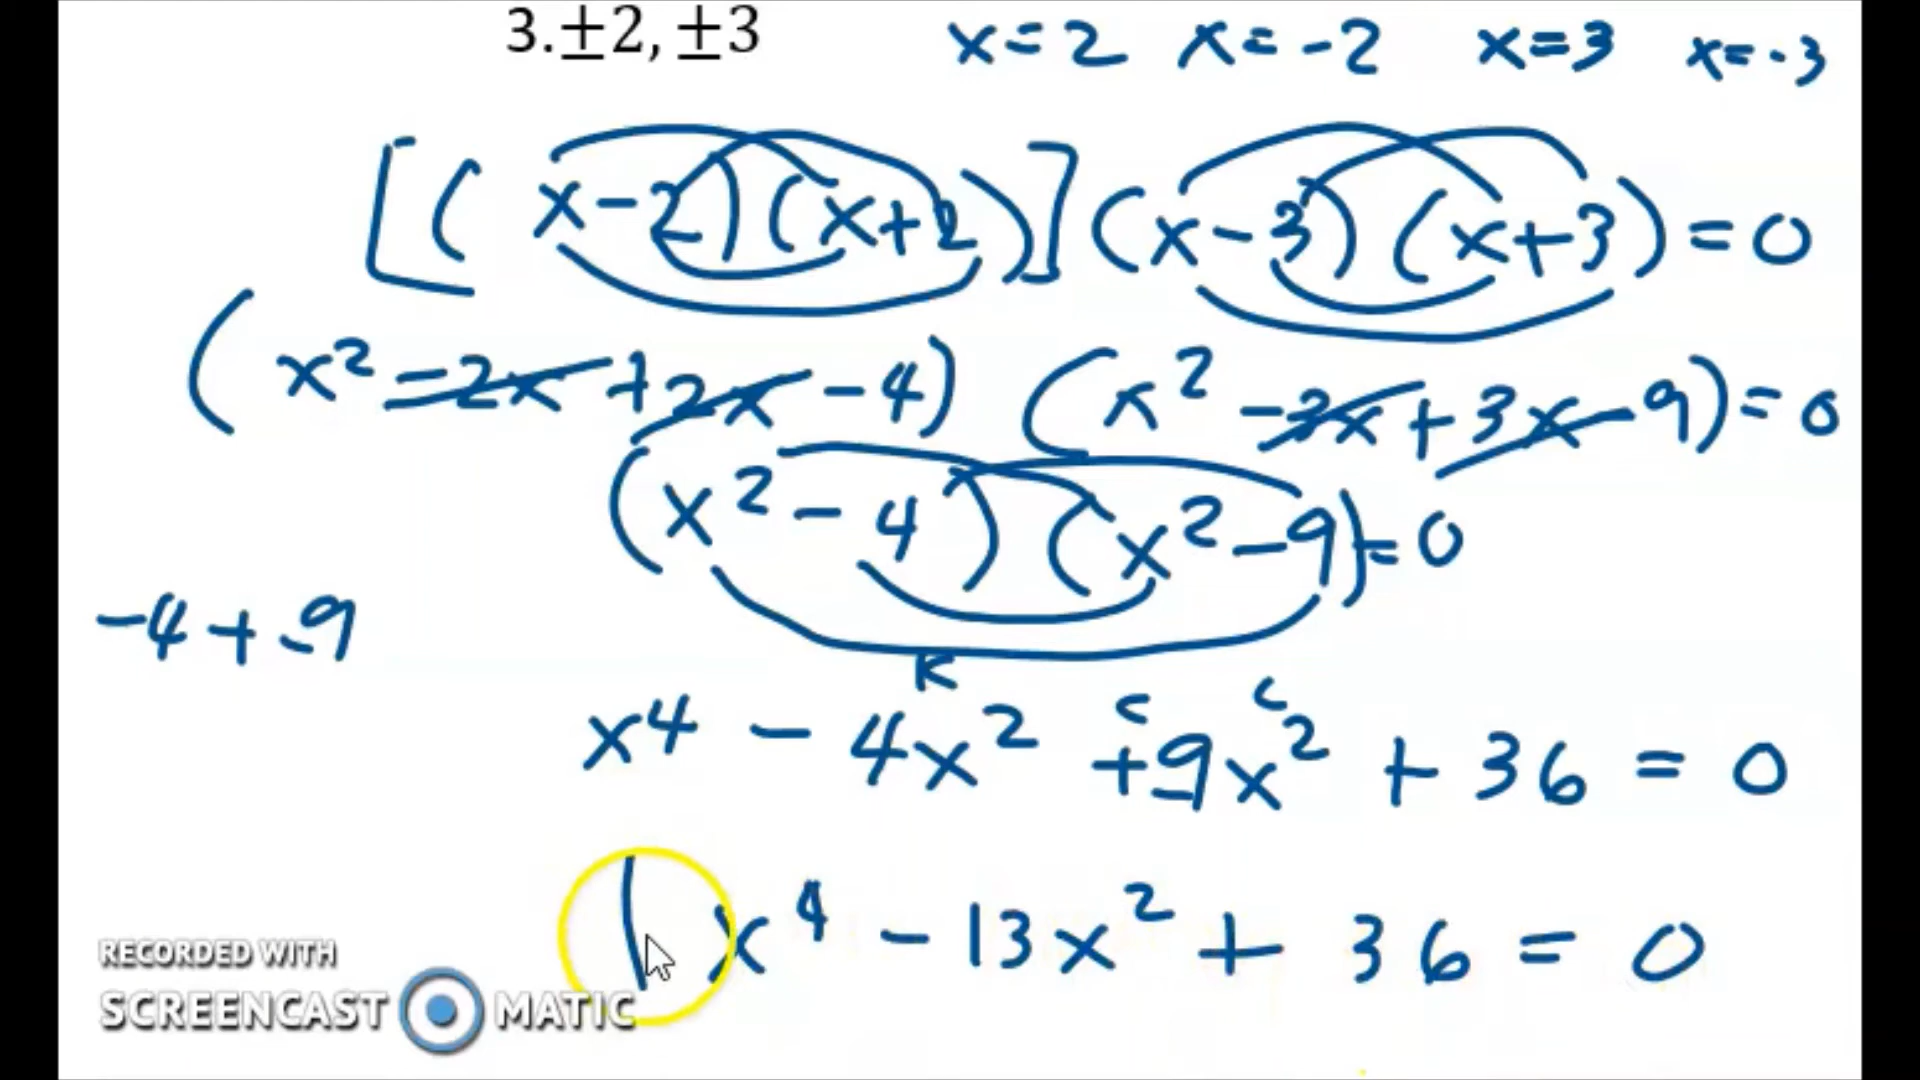 3. ±2, ±3 x=2 x=-2 x=3 x=-3
[(x-2)(x+2)](x-3)(x+3)=0
(x²-2x+2x-4)(x²-3x+3x-9)=0
(x²-4)(x²-9)=0
-4+-9
K C C
x⁴ - 4x² +-9x² + 36 = 0
x⁴ - 13x² + 36 = 0
RECORDED WITH
SCREENCAST MATIC